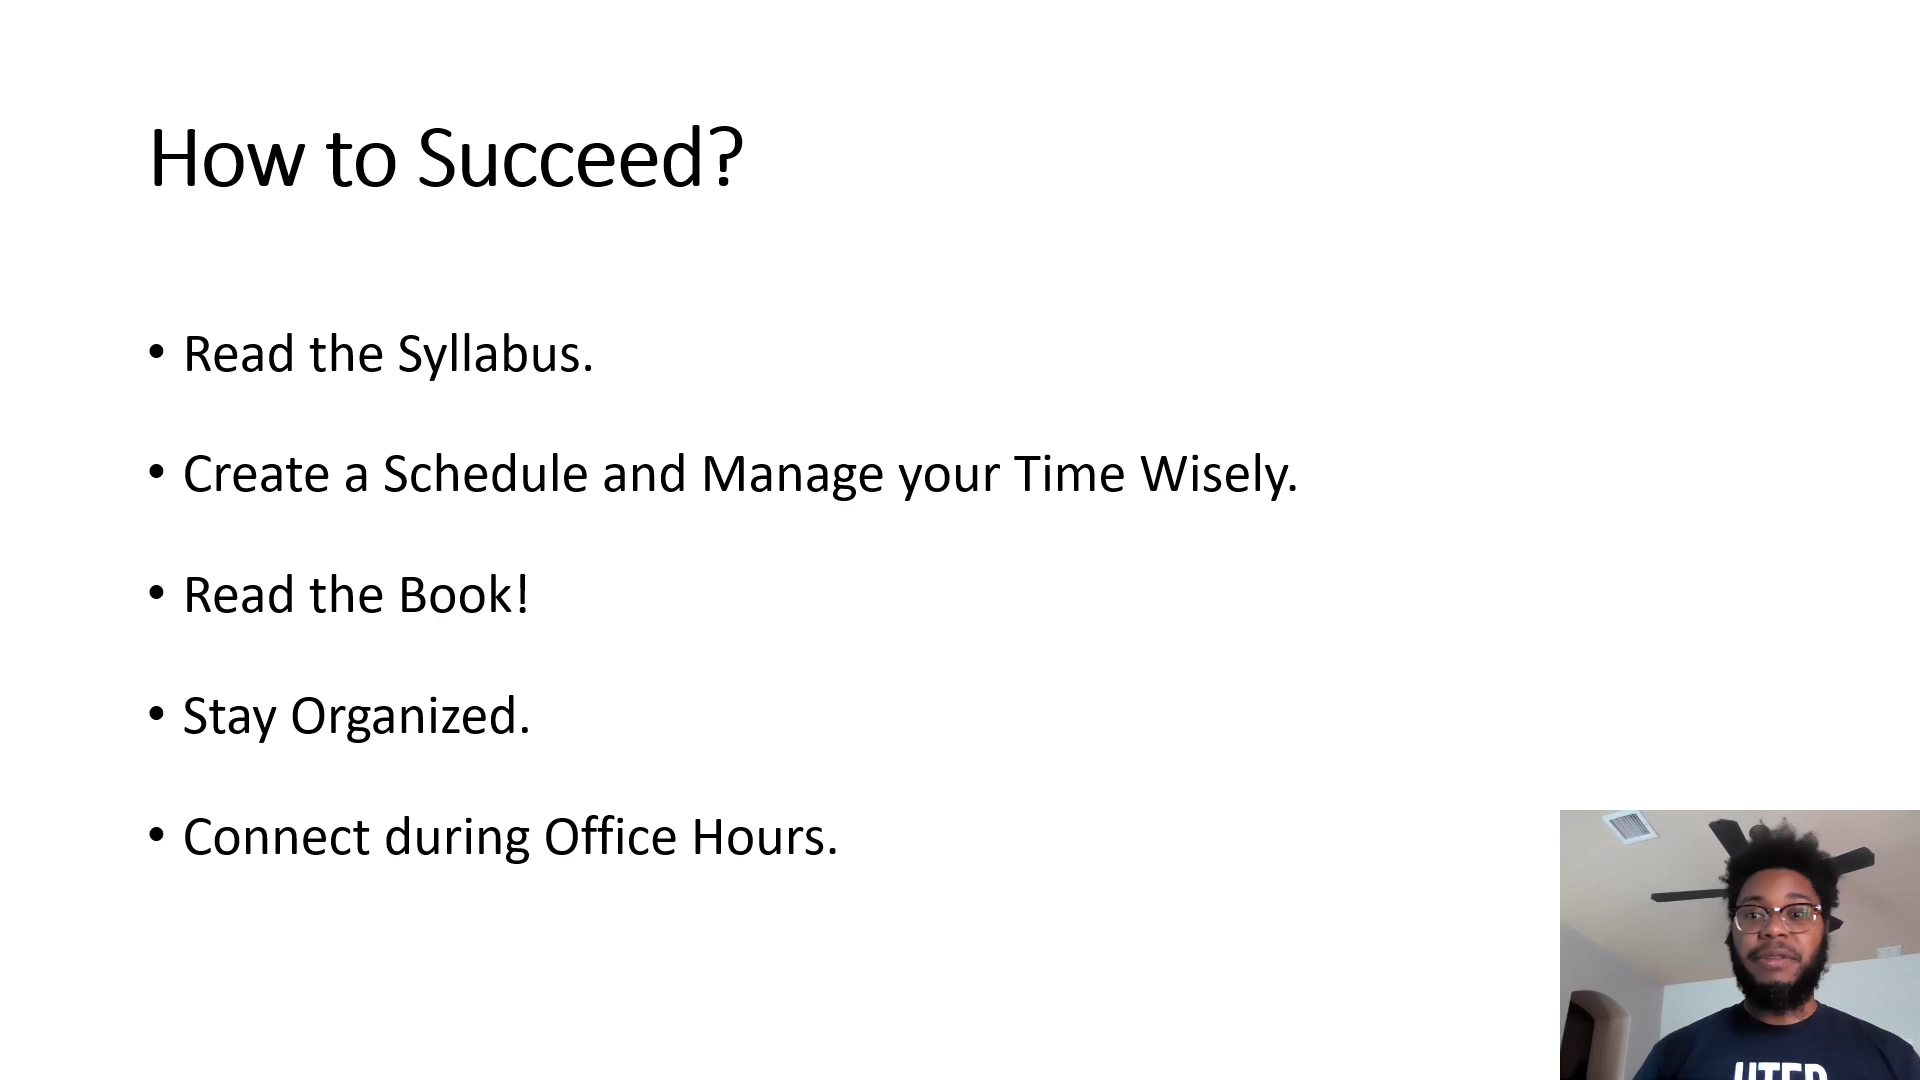 How to Succeed?
• Read the Syllabus.
• Create a Schedule and Manage your Time Wisely.
• Read the Book!
• Stay Organized.
• Connect during Office Hours.
UTEP